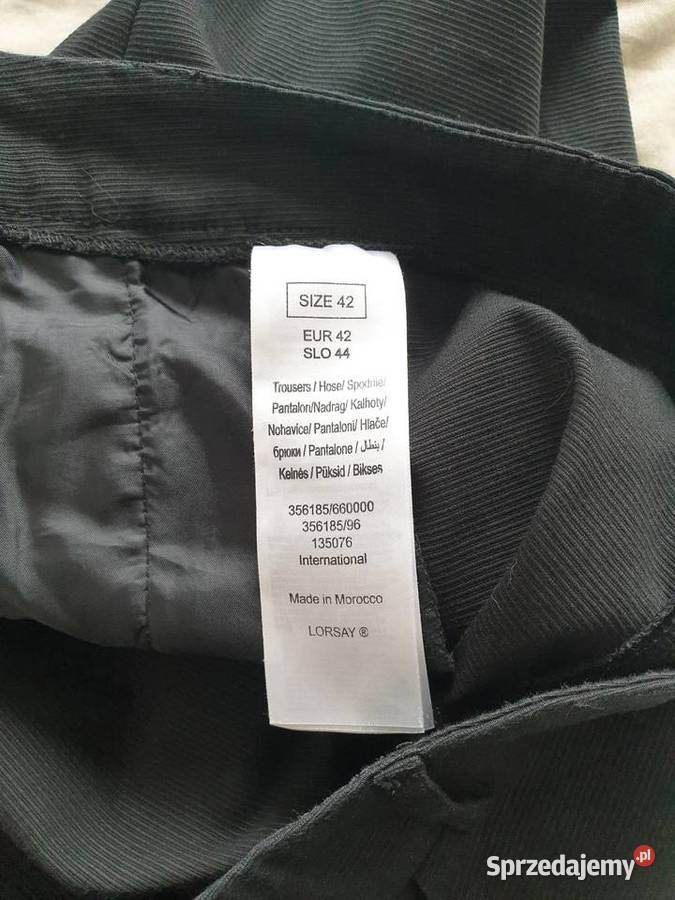 SIZE 42
EUR 42
SLO 44
Trousers / Hose/ Spodnie/
Pantalon/Nadrag/ Kalhoty/
Nohavice/ Pantaloni/ Hlače/
брюки / Pantalone / بنطال /
Kelnės / Püksid / Bikses
356185/660000
356185/96
135076
International
Made in Morocco
LORSAY ®
Sprzedajemy.pl